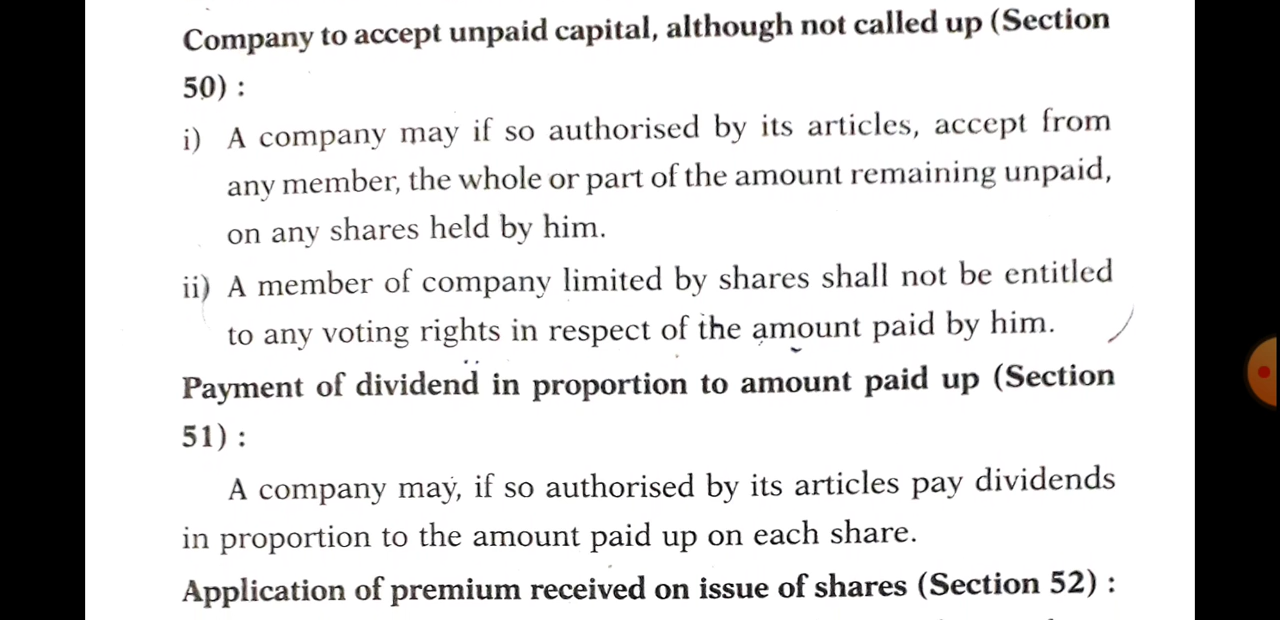 Company to accept unpaid capital, although not called up (Section
50) :
i) A company may if so authorised by its articles, accept from
any member, the whole or part of the amount remaining unpaid,
on any shares held by him.
ii) A member of company limited by shares shall not be entitled
to any voting rights in respect of the amount paid by him.
Payment of dividend in proportion to amount paid up (Section
51) :
A company may, if so authorised by its articles pay dividends
in proportion to the amount paid up on each share.
Application of premium received on issue of shares (Section 52) :